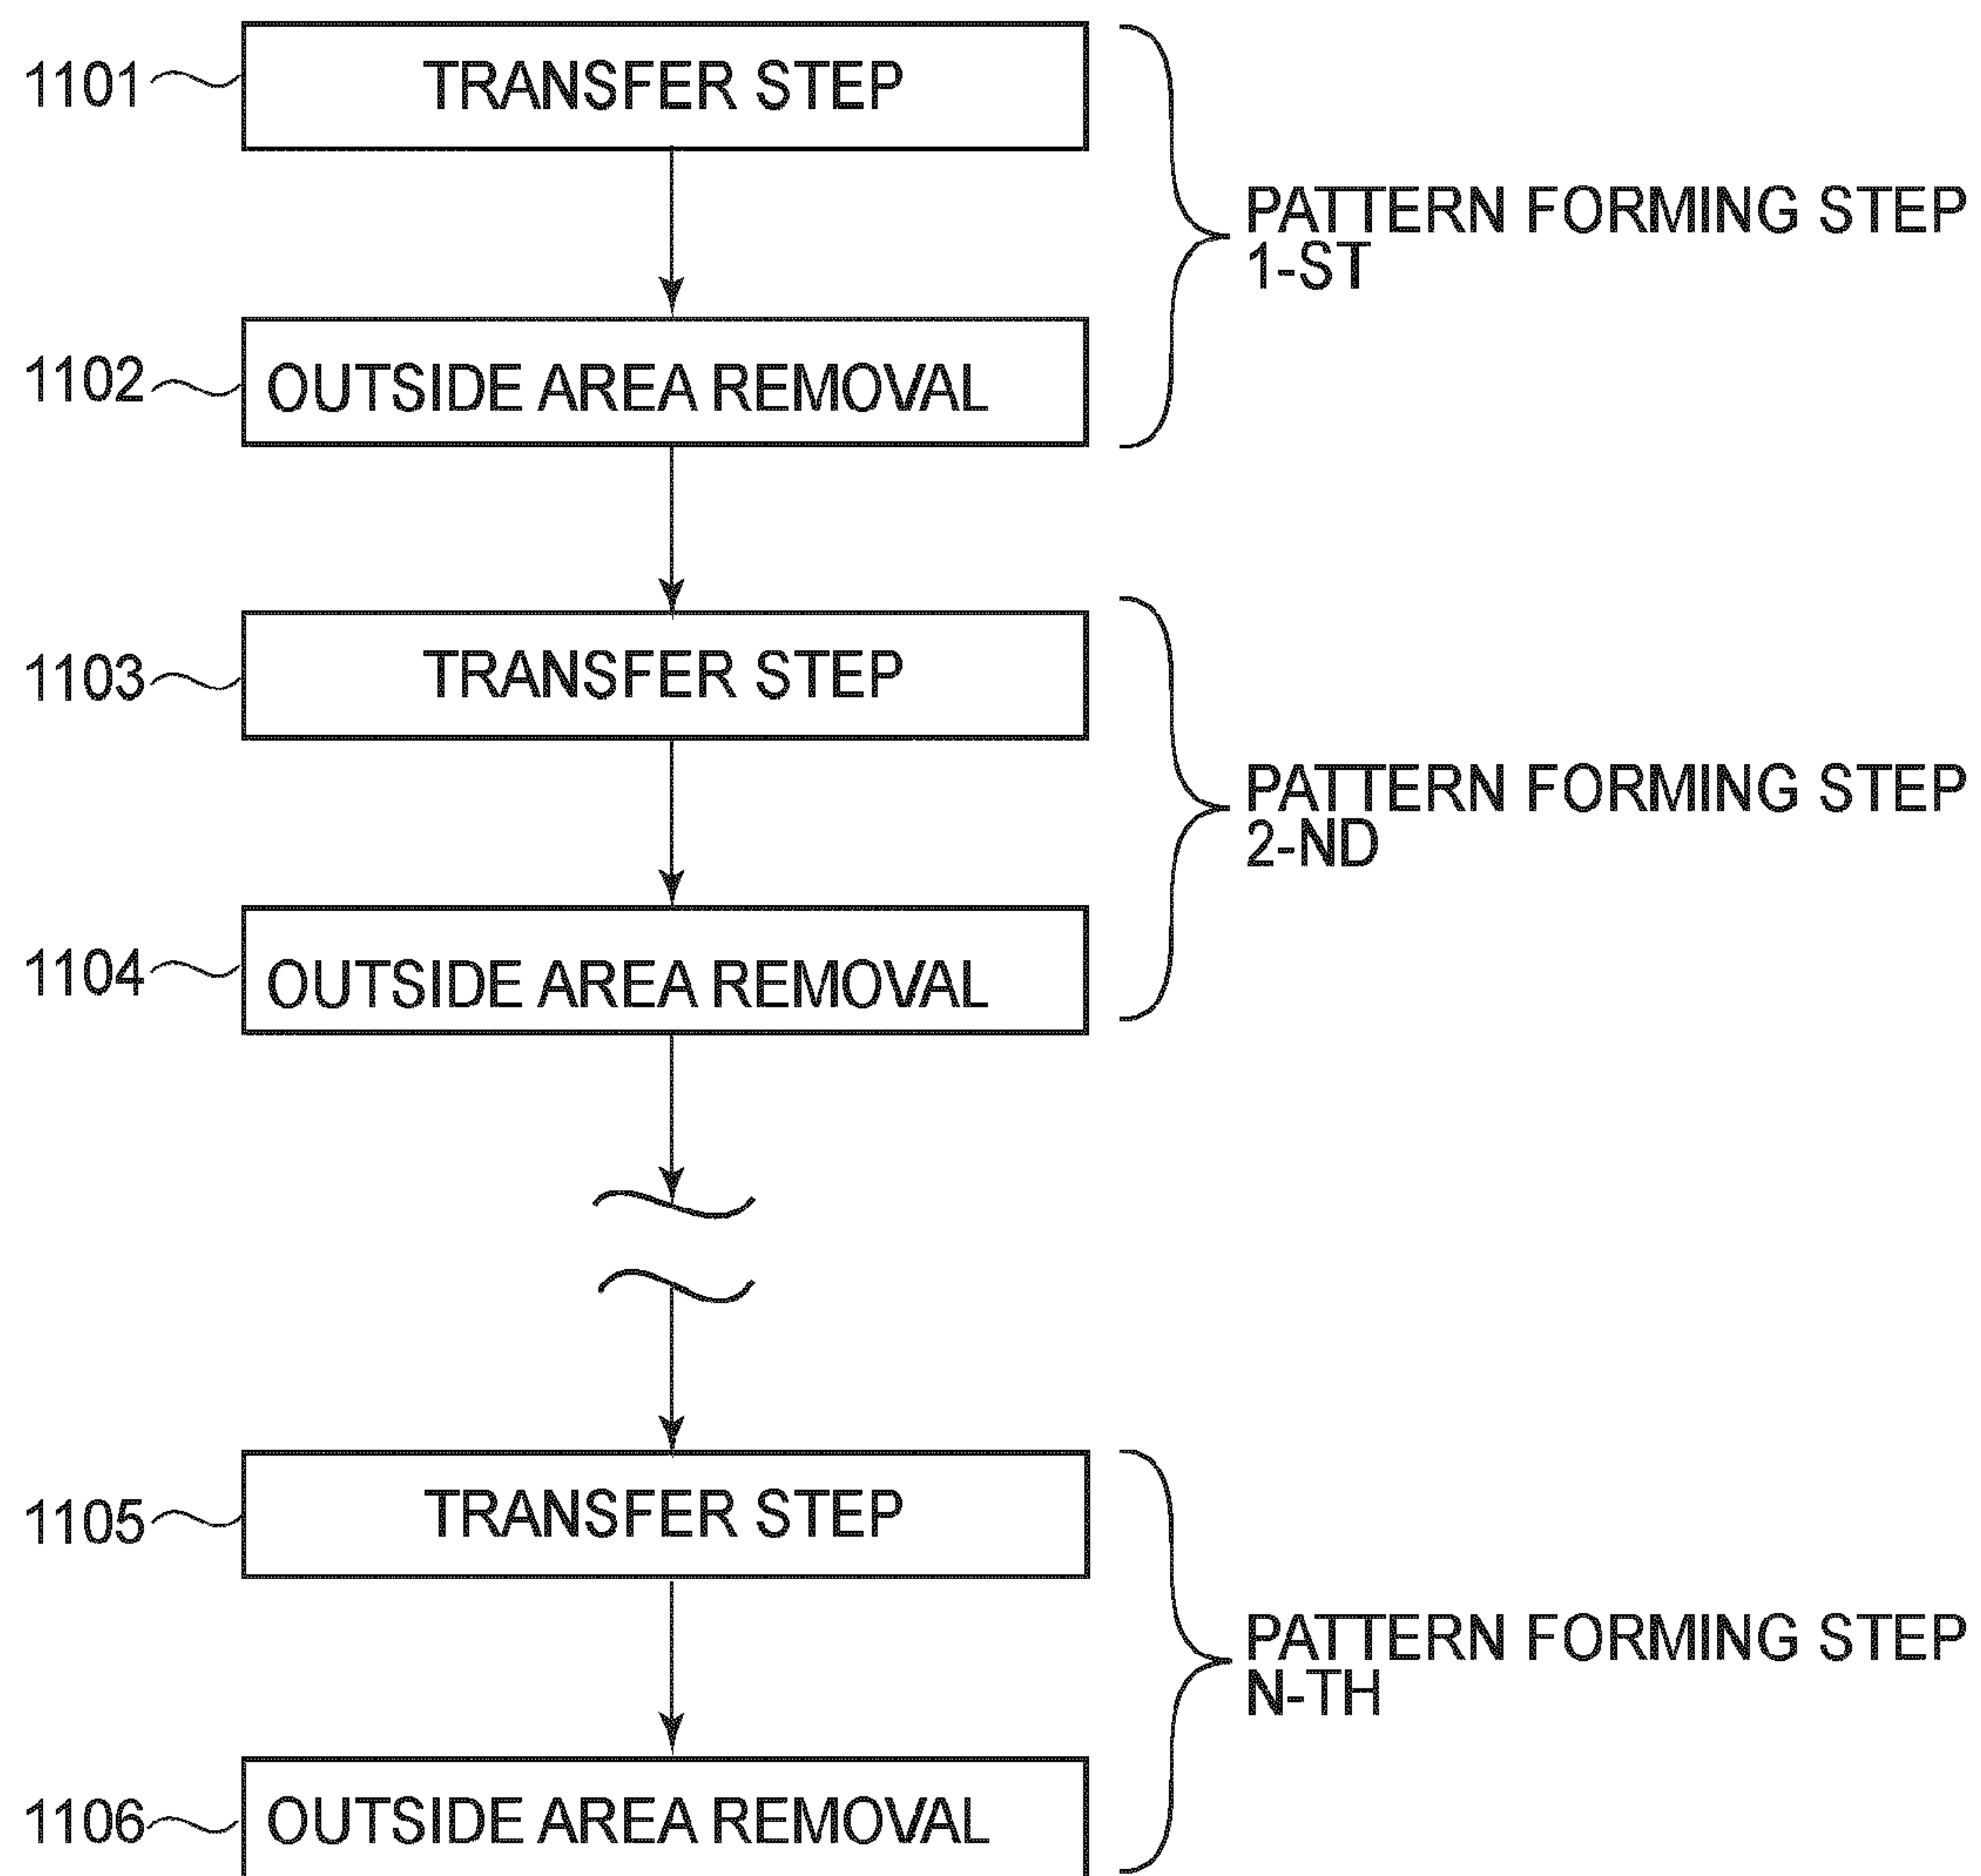 1101
TRANSFER STEP
PATTERN FORMING STEP
1-ST
1102
OUTSIDE AREA REMOVAL
1103
TRANSFER STEP
PATTERN FORMING STEP
2-ND
1104
OUTSIDE AREA REMOVAL
1105
TRANSFER STEP
PATTERN FORMING STEP
N-TH
1106
OUTSIDE AREA REMOVAL